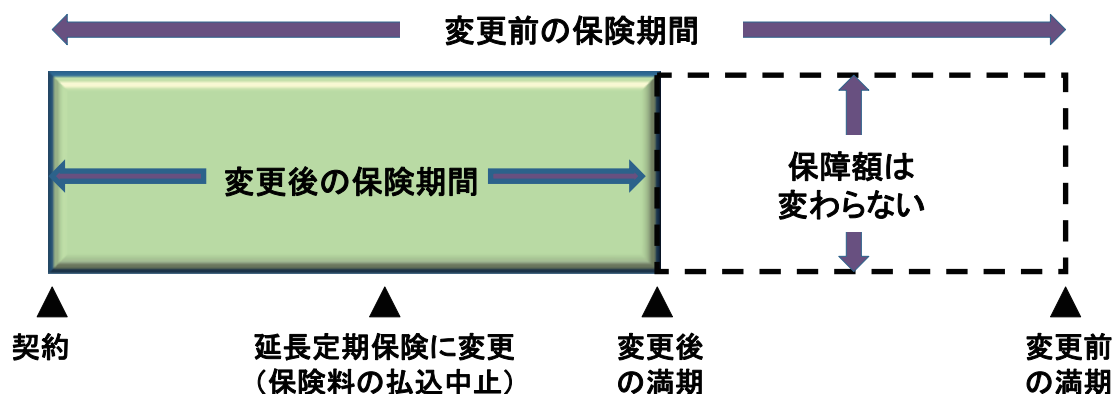 変更前の保険期間
変更後の保険期間
保障額は
変わらない
契約
延長定期保険に変更
(保険料の払込中止)
変更後
の満期
変更前
の満期